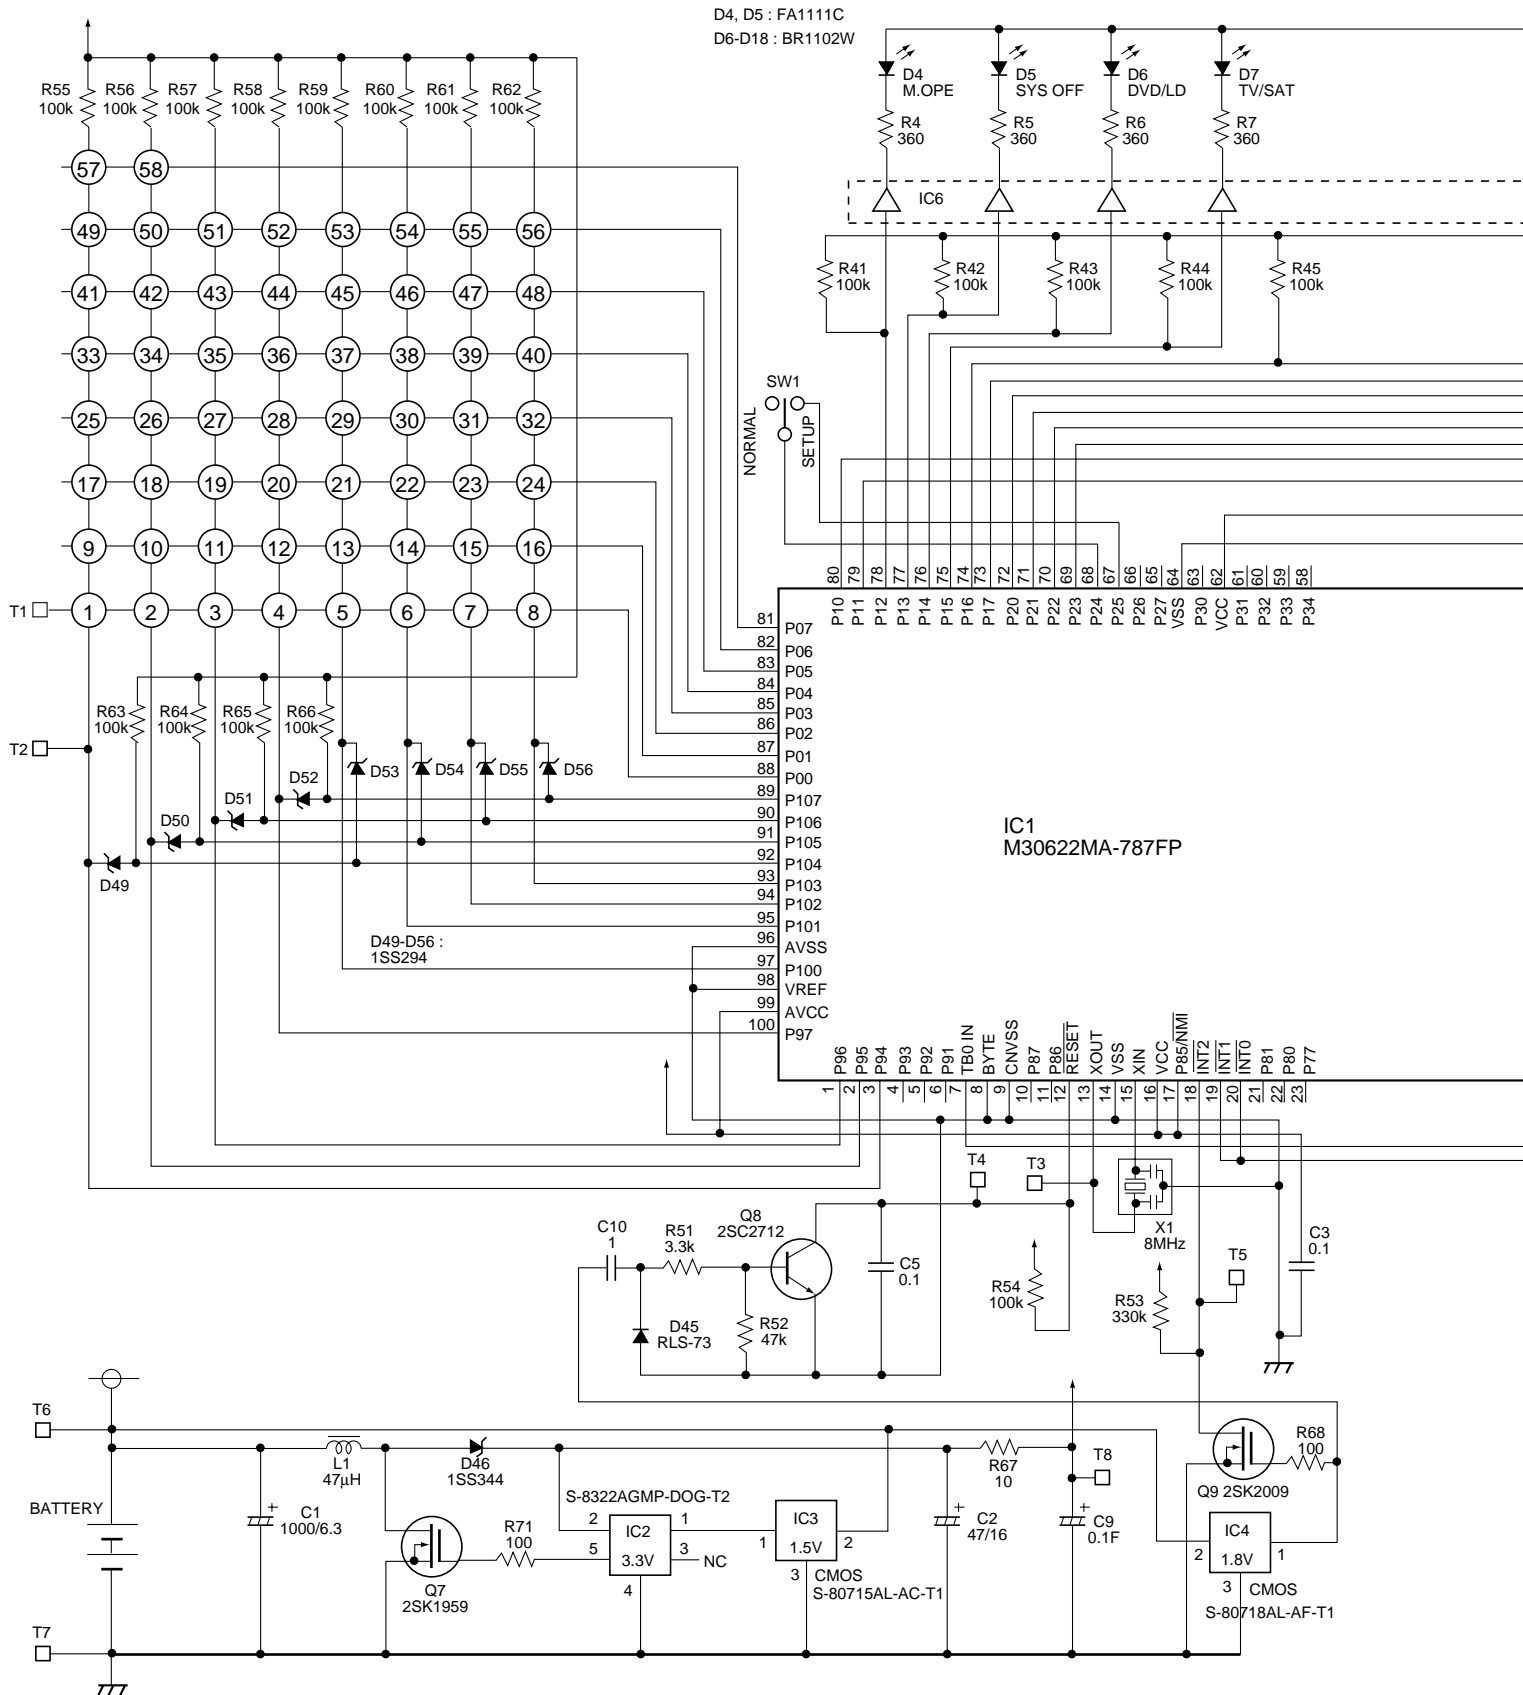 D4, D5 : FA1111C
D6-D18 : BR1102W
D4
M.OPE
D5
SYS OFF
D6
DVD/LD
D7
TV/SAT
R4
360
R5
360
R6
360
R7
360
IC6
R55
100k
R56
100k
R57
100k
R58
100k
R59
100k
R60
100k
R61
100k
R62
100k
57 58
49 50 51 52 53 54 55 56
41 42 43 44 45 46 47 48
33 34 35 36 37 38 39 40
25 26 27 28 29 30 31 32
17 18 19 20 21 22 23 24
9 10 11 12 13 14 15 16
T1 1 2 3 4 5 6 7 8
R41
100k
R42
100k
R43
100k
R44
100k
R45
100k
SW1
NORMAL
SETUP
80 79 78 77 76 75 74 73 72 71 70 69 68 67 66 65 64 63 62 61 60 59 58
P10 P11 P12 P13 P14 P15 P16 P17 P20 P21 P22 P23 P24 P25 P26 P27 VSS P30 VCC P31 P32 P33 P34
81 P07
82 P06
83 P05
84 P04
85 P03
86 P02
87 P01
88 P00
89 P107
90 P106
91 P105
92 P104
93 P103
94 P102
95 P101
96 AVSS
97 P100
98 VREF
99 AVCC
100 P97
R63
100k
R64
100k
R65
100k
R66
100k
T2
D53
D54
D55
D56
D52
D51
D50
D49
D49-D56 :
1SS294
IC1
M30622MA-787FP
P96 P95 P94 P93 P92 P91 TB0 IN BYTE CNVSS P87 P86 RESET XOUT VSS XIN VCC P85/NMI INT2 INT1 INT0 P81 P80 P77
1 2 3 4 5 6 7 8 9 10 11 12 13 14 15 16 17 18 19 20 21 22 23
T4
T3
X1
8MHz
C10
1
R51
3.3k
Q8
2SC2712
C5
0.1
R54
100k
R53
330k
T5
C3
0.1
D45
RLS-73
R52
47k
T6
L1
47μH
D46
1SS344
R67
10
T8
R68
100
Q9 2SK2009
BATTERY
C1
1000/6.3
+
S-8322AGMP-DOG-T2
R71
100
Q7
2SK1959
2
5
IC2
3.3V
1
3
NC
4
IC3
1.5V
1
2
3 CMOS
S-80715AL-AC-T1
+
C2
47/16
+
C9
0.1F
IC4
1.8V
2
1
3 CMOS
S-80718AL-AF-T1
T7